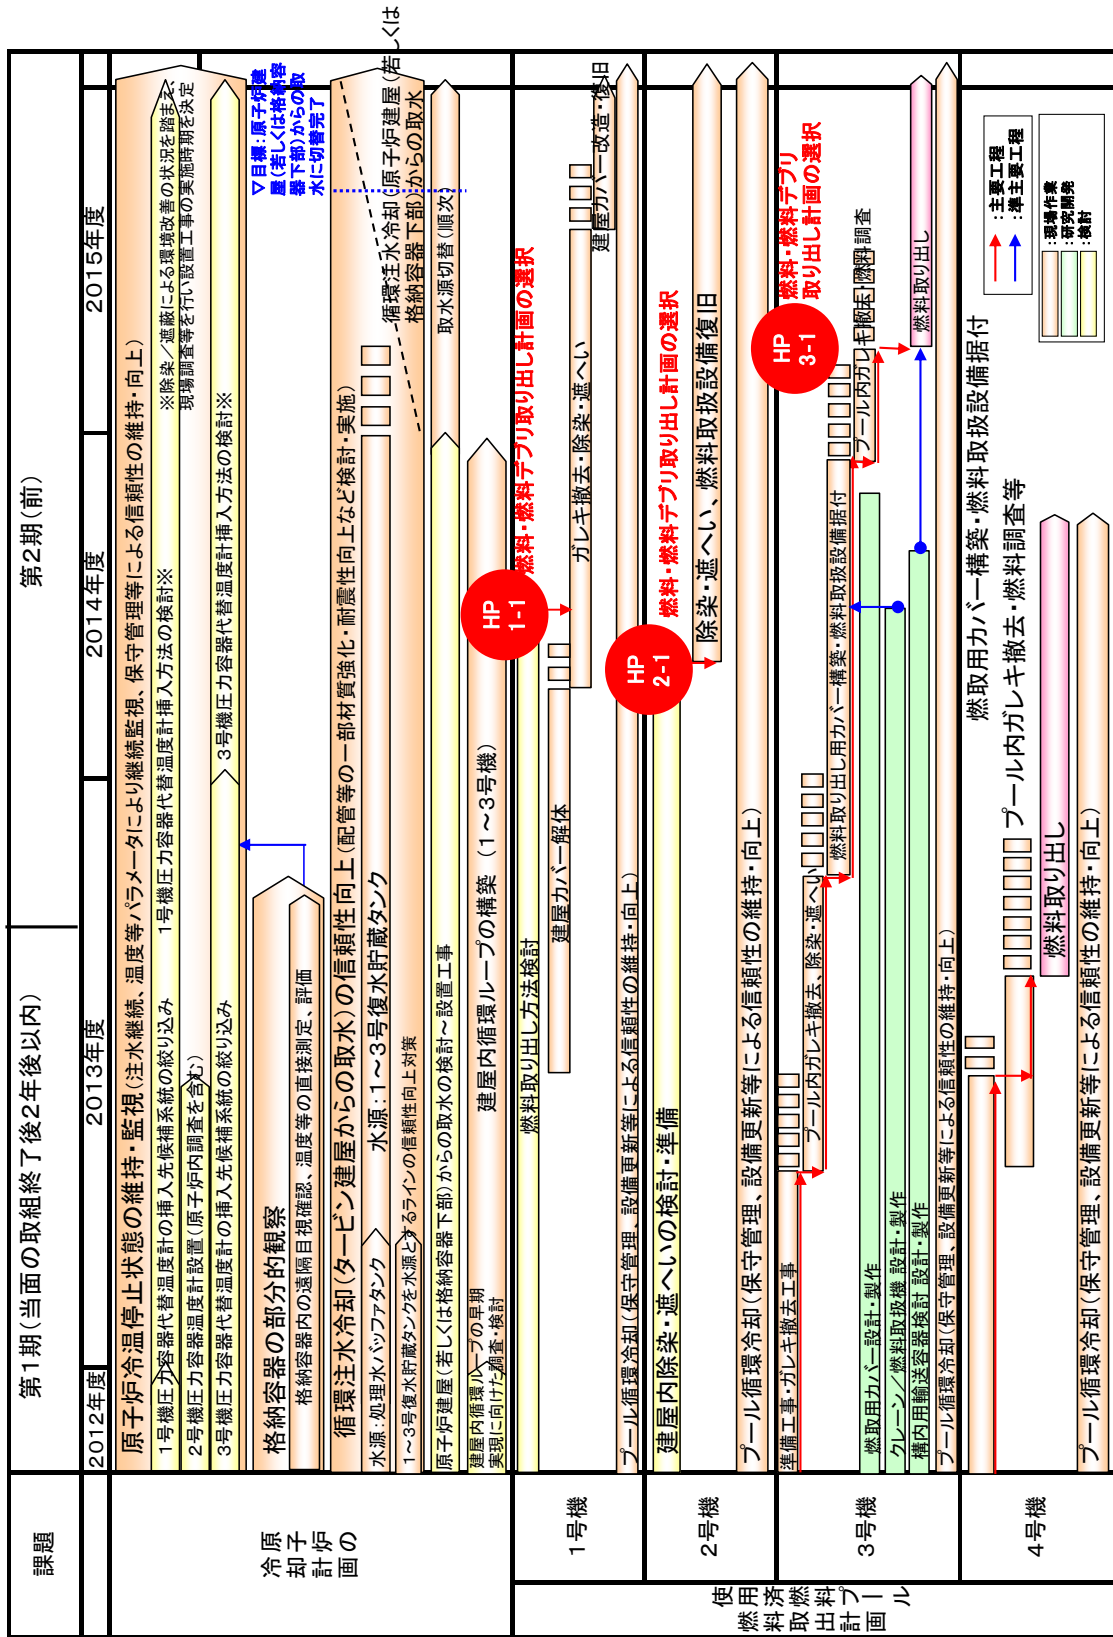 課題
第1期(当面の取組終了後2年後以内)
第2期(前)
2012年度
2013年度
2014年度
2015年度
原子炉の
冷却計画
原子炉冷温停止状態の維持・監視(注水継続、温度等パラメータにより継続監視、保守管理等による信頼性の維持・向上)
1号機圧力容器代替温度計の挿入先候補系統の絞り込み
1号機圧力容器代替温度計挿入方法の検討※
※除染/遮蔽による環境改善の状況を踏まえ、
現場調査等を行い設置工事の実施時期を決定
2号機圧力容器温度計設置(原子炉内調査を含む)
3号機圧力容器代替温度計の挿入先候補系統の絞り込み
3号機圧力容器代替温度計挿入方法の検討※
▽目標:原子炉建
屋(若しくは格納容
器下部)からの取
水に切替完了
格納容器の部分的観察
格納容器内の遠隔目視確認、温度等の直接測定、評価
循環注水冷却(タービン建屋からの取水)の信頼性向上(配管等の一部材質強化・耐震性向上など検討・実施)
循環注水冷却(原子炉建屋(若しくは
格納容器下部)からの取水
水源:処理水バッファタンク
水源:1~3号復水貯蔵タンク
1~3号復水貯蔵タンクを水源とするラインの信頼性向上対策
原子炉建屋(若しくは格納容器下部)からの取水の検討~設置工事
取水源切替(順次)
建屋内循環ループの早期
実現に向けた調査・検討
建屋内循環ループの構築(1~3号機)
使用済燃料プール
燃料取出計画
1号機
燃料取り出し方法検討
HP
1-1
燃料・燃料デブリ取り出し計画の選択
建屋カバー解体
ガレキ撤去・除染・遮へい
建屋カバー改造・復旧
プール循環冷却(保守管理、設備更新等による信頼性の維持・向上)
2号機
建屋内除染・遮へいの検討・準備
HP
2-1
燃料・燃料デブリ取り出し計画の選択
除染・遮へい、燃料取扱設備復旧
プール循環冷却(保守管理、設備更新等による信頼性の維持・向上)
3号機
準備工事・ガレキ撤去工事
プール内ガレキ撤去、除染・遮へい
燃料取り出し用カバー構築・燃料取扱設備据付
HP
3-1
燃料・燃料デブリ
取り出し計画の選択
プール内ガレキ撤去・燃料調査
燃取用カバー設計・製作
クレーン/燃料取扱機 設計・製作
構内用輸送容器検討 設計・製作
燃料取り出し
プール循環冷却(保守管理、設備更新等による信頼性の維持・向上)
4号機
燃取用カバー構築・燃料取扱設備据付
プール内ガレキ撤去・燃料調査等
燃料取り出し
プール循環冷却(保守管理、設備更新等による信頼性の維持・向上)
:主要工程
:準主要工程
:現場作業
:研究開発
:検討